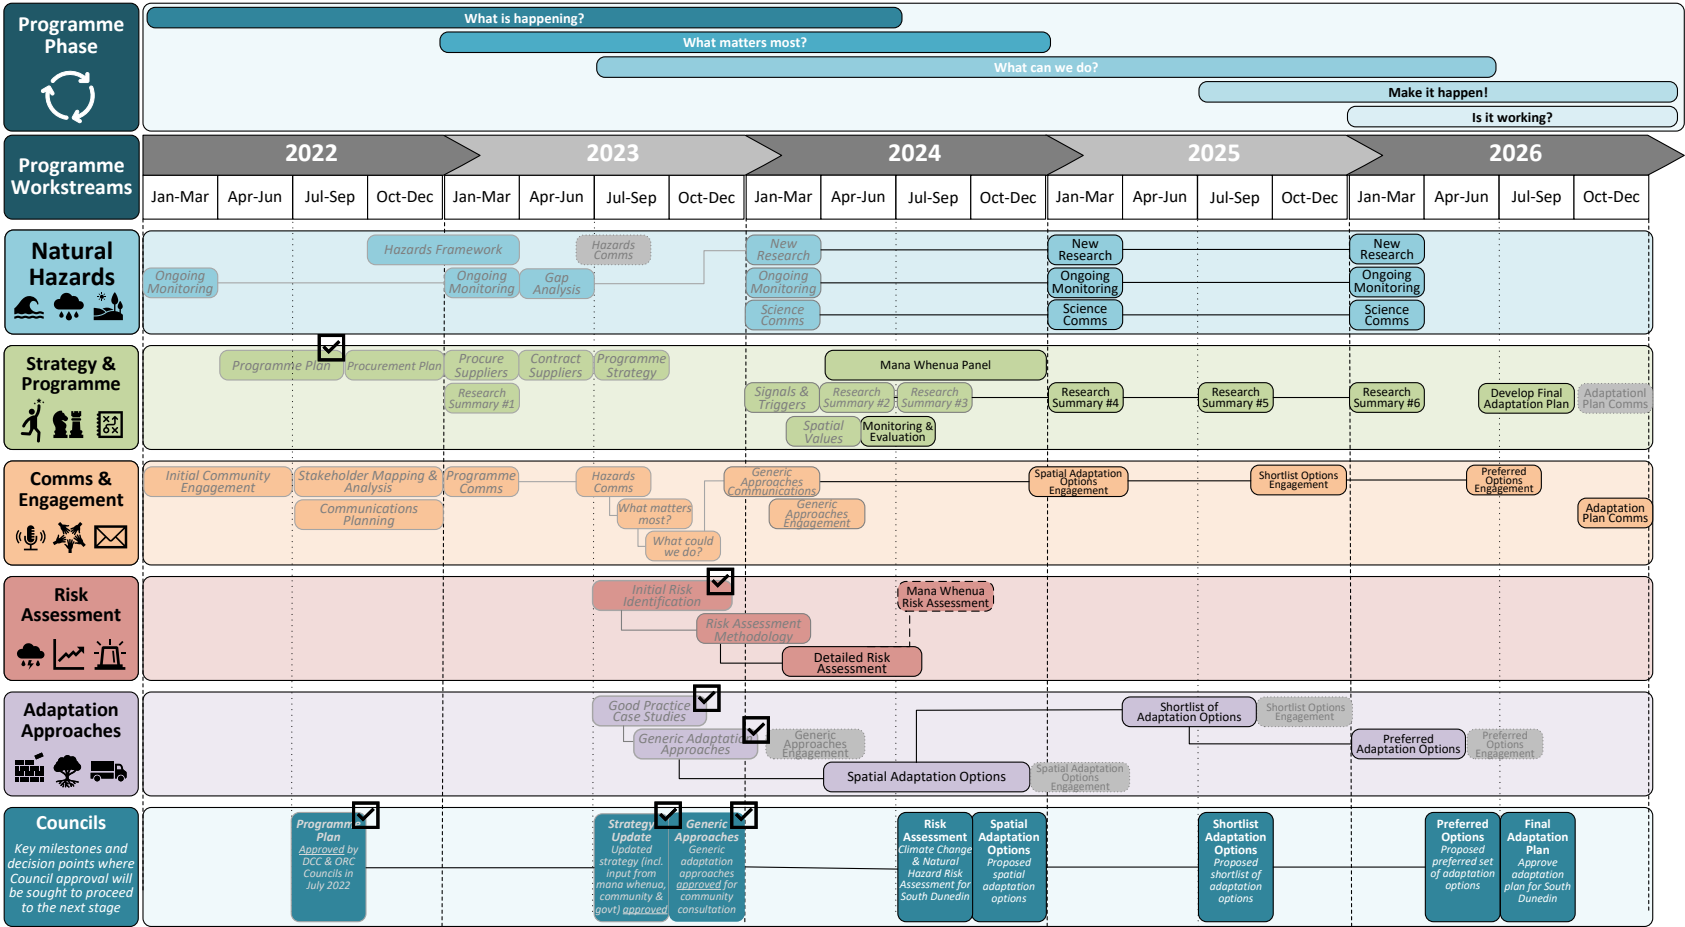 Programme
Phase
What is happening?
What matters most?
What can we do?
Make it happen!
Is it working?
Programme
Workstreams
2022
2023
2024
2025
2026
Jan-Mar
Apr-Jun
Jul-Sep
Oct-Dec
Jan-Mar
Apr-Jun
Jul-Sep
Oct-Dec
Jan-Mar
Apr-Jun
Jul-Sep
Oct-Dec
Jan-Mar
Apr-Jun
Jul-Sep
Oct-Dec
Jan-Mar
Apr-Jun
Jul-Sep
Oct-Dec
Natural
Hazards
Hazards Framework
Hazards
Comms
New
Research
New
Research
New
Research
Ongoing
Monitoring
Ongoing
Monitoring
Gap
Analysis
Ongoing
Monitoring
Ongoing
Monitoring
Ongoing
Monitoring
Science
Comms
Science
Comms
Science
Comms
Strategy &
Programme
Programme Plan
Procurement Plan
Procure
Suppliers
Contract
Suppliers
Programme
Strategy
Mana Whenua Panel
Research
Summary #1
Signals &
Triggers
Research
Summary #2
Research
Summary #3
Research
Summary #4
Research
Summary #5
Research
Summary #6
Develop Final
Adaptation Plan
Adaptationl
Plan Comms
Spatial
Values
Monitoring &
Evaluation
Comms &
Engagement
Initial Community
Engagement
Stakeholder Mapping &
Analysis
Programme
Comms
Hazards
Comms
Generic
Approaches
Communications
Spatial Adaptation
Options
Engagement
Shortlist Options
Engagement
Preferred
Options
Engagement
Communications
Planning
What matters
most?
Generic
Approaches
Engagement
Adaptation
Plan Comms
What could
we do?
Risk
Assessment
Initial Risk
Identification
Mana Whenua
Risk Assessment
Risk Assessment
Methodology
Detailed Risk
Assessment
Adaptation
Approaches
Good Practice
Case Studies
Shortlist of
Adaptation Options
Shortlist Options
Engagement
Generic Adaptation
Approaches
Generic
Approaches
Engagement
Preferred
Adaptation Options
Preferred
Options
Engagement
Spatial Adaptation Options
Spatial Adaptation
Options
Engagement
Councils
Key milestones and
decision points where
Council approval will
be sought to proceed
to the next stage
Programme
Plan
Approved by
DCC & ORC
Councils in
July 2022
Strategy
Update
Updated
strategy (incl.
input from
mana whenua,
community &
govt) approved
Generic
Approaches
Generic
adaptation
approaches
approved for
community
consultation
Risk
Assessment
Climate Change
& Natural
Hazard Risk
Assessment for
South Dunedin
Spatial
Adaptation
Options
Proposed
spatial
adaptation
options
Shortlist
Adaptation
Options
Proposed
shortlist of
adaptation
options
Preferred
Options
Proposed
preferred set
of adaptation
options
Final
Adaptation
Plan
Approve
adaptation
plan for South
Dunedin